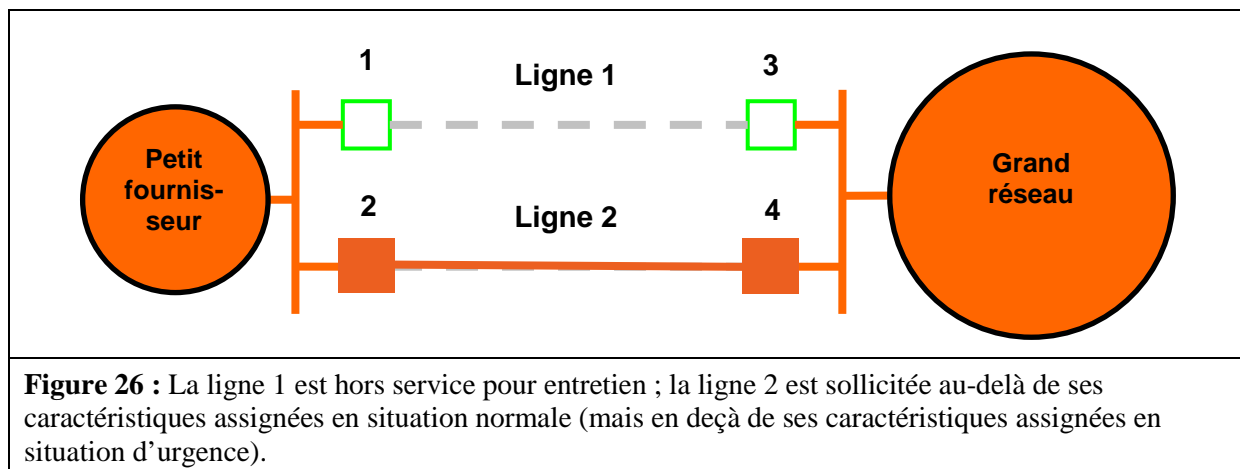 1
Ligne 1
3
Petit
fournis-
seur
Grand
réseau
2
Ligne 2
4
Figure 26 : La ligne 1 est hors service pour entretien ; la ligne 2 est sollicitée au-delà de ses
caractéristiques assignées en situation normale (mais en deçà de ses caractéristiques assignées en
situation d’urgence).